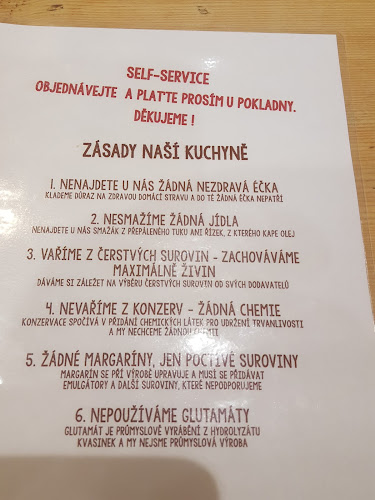 SELF-SERVICE
OBJEDNÁVEJTE A PLAŤTE PROSÍM U POKLADNY.
DĚKUJEME!
ZÁSADY NAŠÍ KUCHYNĚ
1. NENAJDETE U NÁS ŽÁDNÁ NEZDRAVÁ ÉČKA
KLADEME DŮRAZ NA ZDRAVOU DOMÁCÍ STRAVU A DO TÉ ŽÁDNÁ ÉČKA NEPATŘÍ
2. NESMAŽÍME ŽÁDNÁ JÍDLA
NENAJDETE U NÁS SMAŽÁK Z PŘEPÁLENÉHO TUKU ANI ŘÍZEK, Z KTERÉHO KAPE OLEJ
3. VAŘÍME Z ČERSTVÝCH SUROVIN - ZACHOVÁVÁME
MAXIMÁLNĚ ŽIVIN
DÁVÁME SI ZÁLEŽET NA VÝBĚRU ČERSTVÝCH SUROVIN OD SVÝCH DODAVATELŮ
4. NEVAŘÍME Z KONZERV - ŽÁDNÁ CHEMIE
KONZERVACE SPOČÍVÁ V PŘIDÁNÍ CHEMICKÝCH LÁTEK PRO UDRŽENÍ TRVANLIVOSTI
A MY NECHCEME ŽÁDNOU CHEMII
5. ŽÁDNÉ MARGARÍNY, JEN POCTIVÉ SUROVINY
MARGARÍN SE PŘI VÝROBĚ UPRAVUJE A MUSÍ SE PŘIDÁVAT
EMULGÁTORY A DALŠÍ SUROVINY, KTERÉ NEPODPORUJEME
6. NEPOUŽÍVÁME GLUTAMÁTY
GLUTAMÁT JE PRŮMYSLOVĚ VYRÁBĚNÍ Z HYDROLYZÁTU
KVASINEK A MY NEJSME PRŮMYSLOVÁ VÝROBA